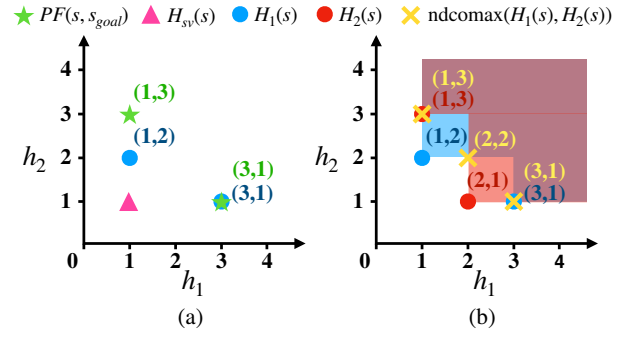 PF(s, s_goal) H_sv(s) H_1(s) H_2(s) ndcomax(H_1(s), H_2(s))
4 4
(1,3) (1,3)
3 3 (1,3)
(1,2) (1,2) (2,2)
h_2 2 h_2 2
(3,1) (2,1) (3,1)
1 (3,1) 1 (3,1)
0 1 2 3 4 0 1 2 3 4
h_1 h_1
(a) (b)